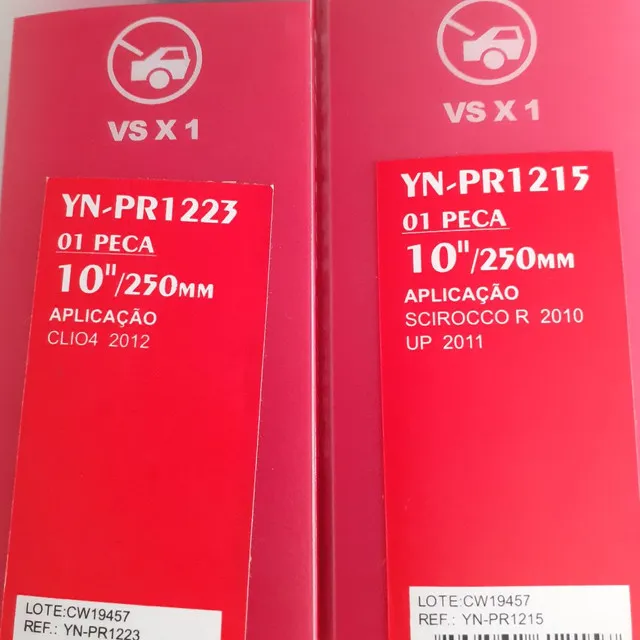 VS X 1
YN-PR1223
01 PECA
10"/250MM
APLICAÇÃO
CLIO4 2012
LOTE:CW19457
REF.: YN-PR1223
VS X 1
YN-PR1215
01 PECA
10"/250MM
APLICAÇÃO
SCIROCCO R 2010
UP 2011
LOTE:CW19457
REF.: YN-PR1215